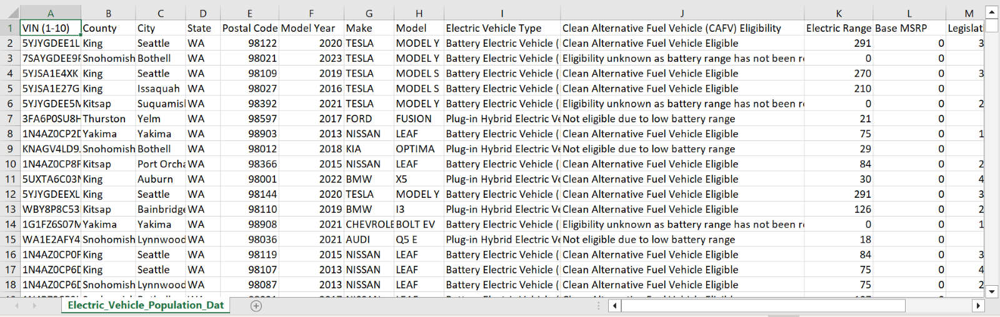 A B C D E F G H I J K L M
1 VIN (1-10) County City State Postal Code Model Year Make Model Electric Vehicle Type Clean Alternative Fuel Vehicle (CAFV) Eligibility Electric Range Base MSRP Legislati
2 5YJYGDEE1L King Seattle WA 98122 2020 TESLA MODEL Y Battery Electric Vehicle ( Clean Alternative Fuel Vehicle Eligible 291 0 3
3 7SAYGDEE9P Snohomish Bothell WA 98021 2023 TESLA MODEL Y Battery Electric Vehicle ( Eligibility unknown as battery range has not been re 0 0
4 5YJSA1E4XK King Seattle WA 98109 2019 TESLA MODEL S Battery Electric Vehicle ( Clean Alternative Fuel Vehicle Eligible 270 0 3
5 5YJSA1E27G King Issaquah WA 98027 2016 TESLA MODEL S Battery Electric Vehicle ( Clean Alternative Fuel Vehicle Eligible 210 0
6 5YJYGDEE5M Kitsap Suquamish WA 98392 2021 TESLA MODEL Y Battery Electric Vehicle ( Eligibility unknown as battery range has not been re 0 0 2
7 3FA6P0SU8H Thurston Yelm WA 98597 2017 FORD FUSION Plug-in Hybrid Electric Ve Not eligible due to low battery range 21 0
8 1N4AZ0CP2D Yakima Yakima WA 98903 2013 NISSAN LEAF Battery Electric Vehicle ( Clean Alternative Fuel Vehicle Eligible 75 0 1
9 KNAGV4LD9J Snohomish Bothell WA 98012 2018 KIA OPTIMA Plug-in Hybrid Electric Ve Not eligible due to low battery range 29 0
10 1N4AZ0CP8F Kitsap Port Orcha WA 98366 2015 NISSAN LEAF Battery Electric Vehicle ( Clean Alternative Fuel Vehicle Eligible 84 0 2
11 5UXTA6C03N King Auburn WA 98001 2022 BMW X5 Plug-in Hybrid Electric Ve Clean Alternative Fuel Vehicle Eligible 30 0 4
12 5YJYGDEEXL King Seattle WA 98144 2020 TESLA MODEL Y Battery Electric Vehicle ( Clean Alternative Fuel Vehicle Eligible 291 0 3
13 WBY8P8C53 Kitsap Bainbridge WA 98110 2019 BMW I3 Plug-in Hybrid Electric Ve Clean Alternative Fuel Vehicle Eligible 126 0 2
14 1G1FZ6S07M Yakima Yakima WA 98908 2021 CHEVROLE BOLT EV Battery Electric Vehicle ( Eligibility unknown as battery range has not been re 0 0 1
15 WA1E2AFY4 Snohomish Lynnwood WA 98036 2021 AUDI Q5 E Plug-in Hybrid Electric Ve Not eligible due to low battery range 18 0
16 1N4AZ0CP0F King Seattle WA 98119 2015 NISSAN LEAF Battery Electric Vehicle ( Clean Alternative Fuel Vehicle Eligible 84 0 3
17 1N4AZ0CP6D King Seattle WA 98107 2013 NISSAN LEAF Battery Electric Vehicle ( Clean Alternative Fuel Vehicle Eligible 75 0 4
18 1N4AZ0CP6D Snohomish Lynnwood WA 98087 2013 NISSAN LEAF Battery Electric Vehicle ( Clean Alternative Fuel Vehicle Eligible 75 0 2
Electric_Vehicle_Population_Dat